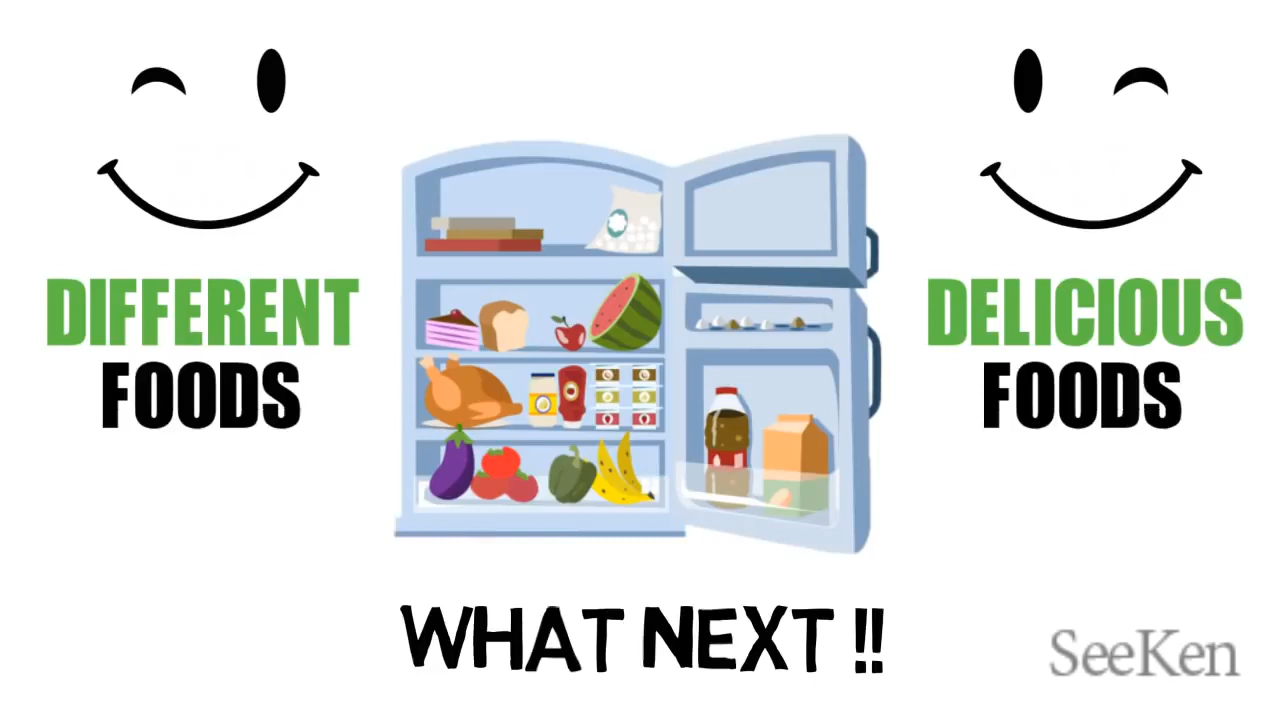 DIFFERENT
FOODS
DELICIOUS
FOODS
WHAT NEXT !!
SeeKen